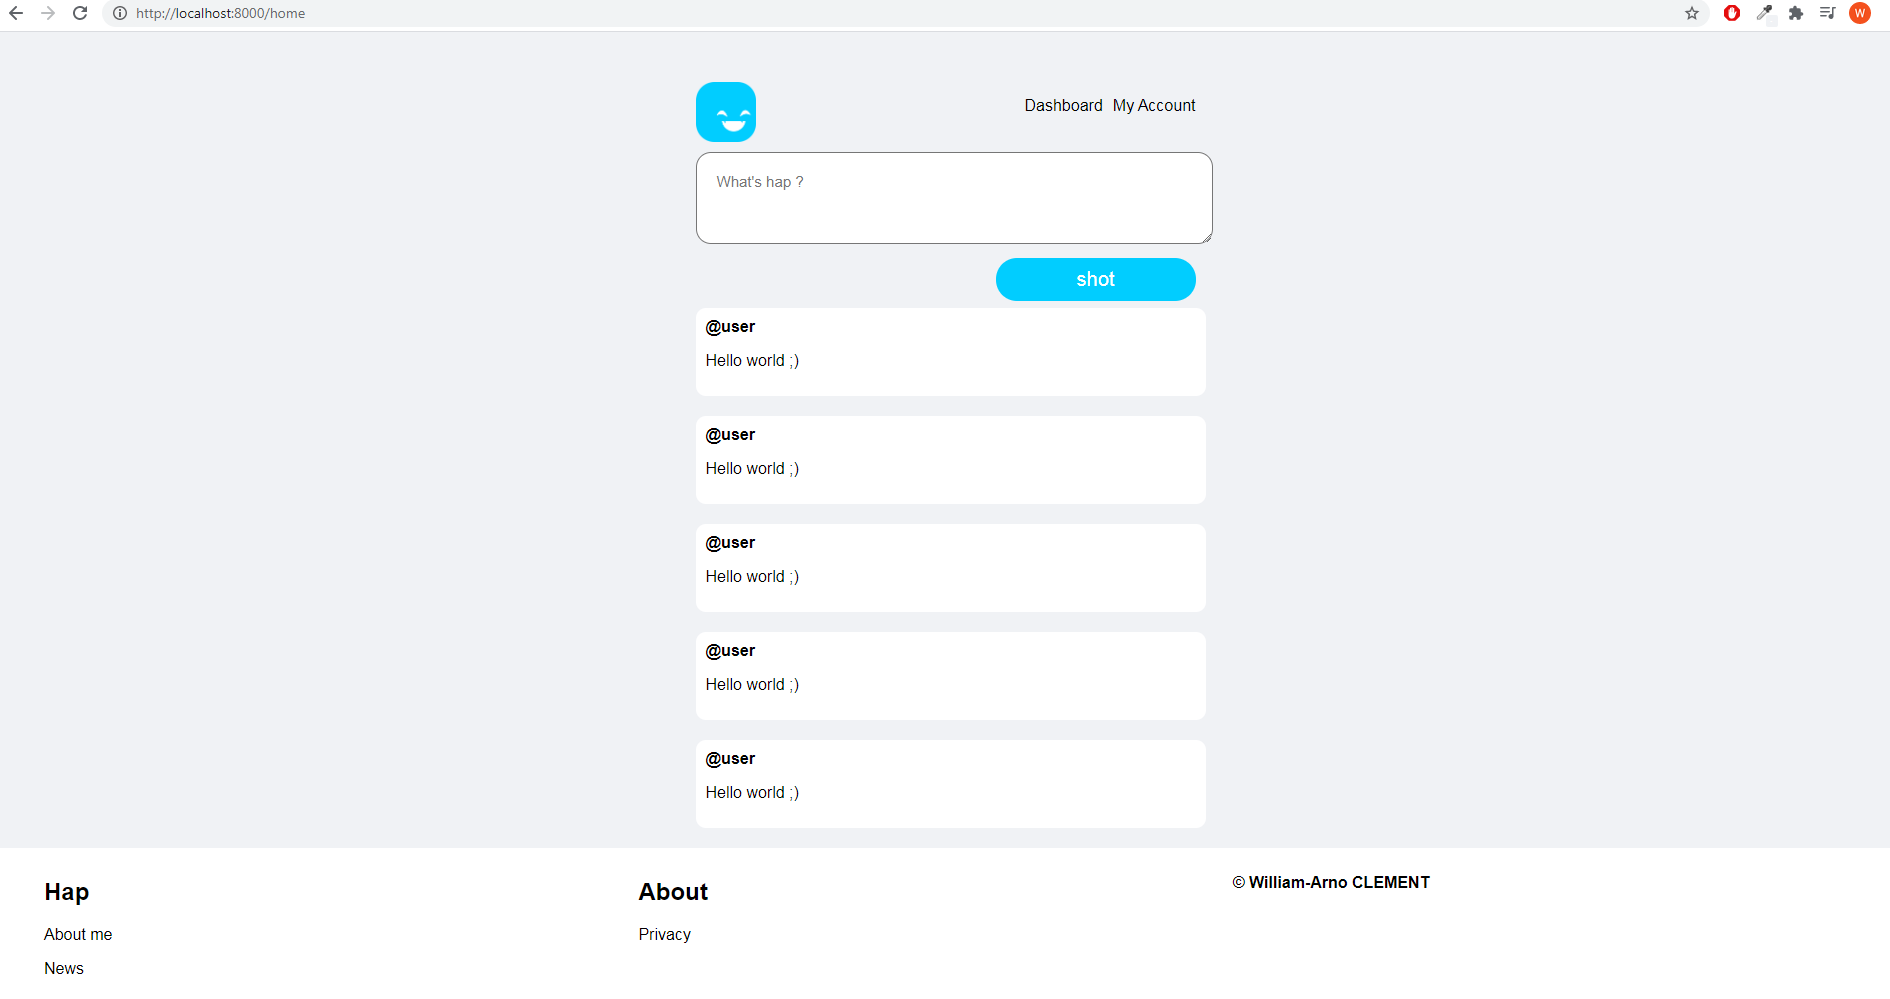 http://localhost:8000/home
W
Dashboard My Account
What's hap ?
shot
@user
Hello world ;)
@user
Hello world ;)
@user
Hello world ;)
@user
Hello world ;)
@user
Hello world ;)
Hap
About me
News
About
Privacy
© William-Arno CLEMENT